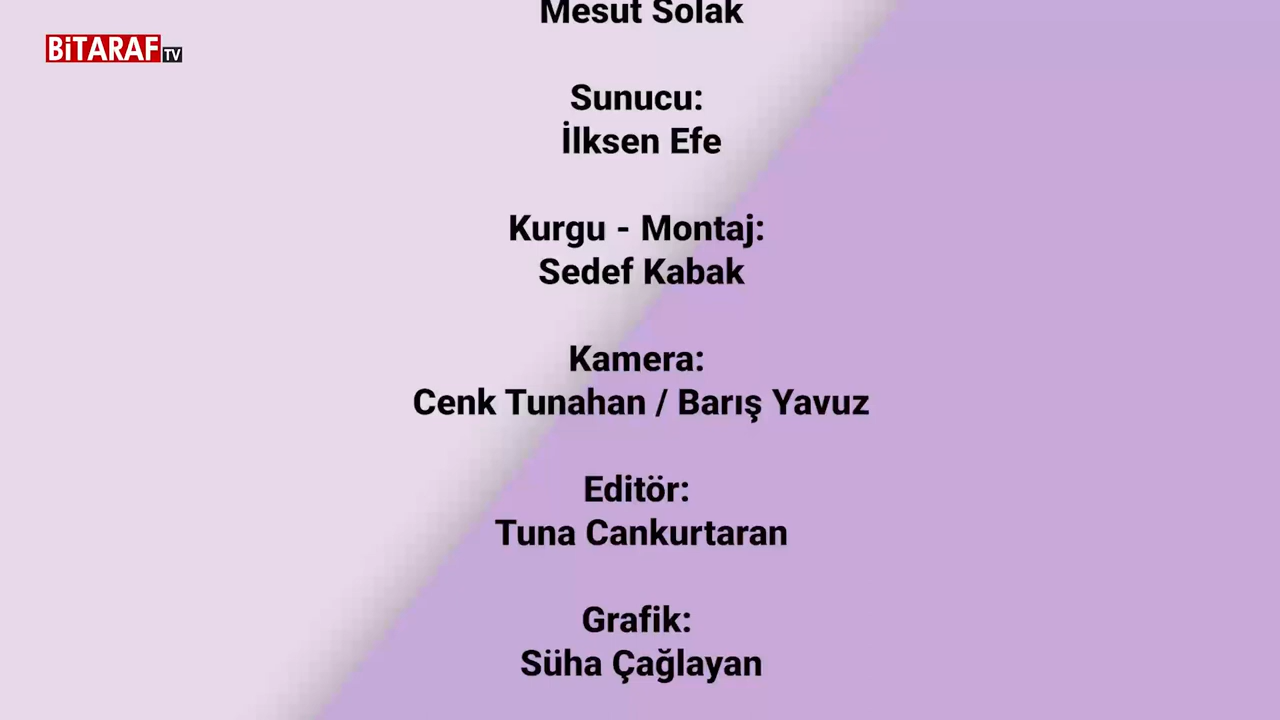 BiTARAF TV
Mesut Solak
Sunucu:
İlksen Efe
Kurgu - Montaj:
Sedef Kabak
Kamera:
Cenk Tunahan / Barış Yavuz
Editör:
Tuna Cankurtaran
Grafik:
Süha Çağlayan